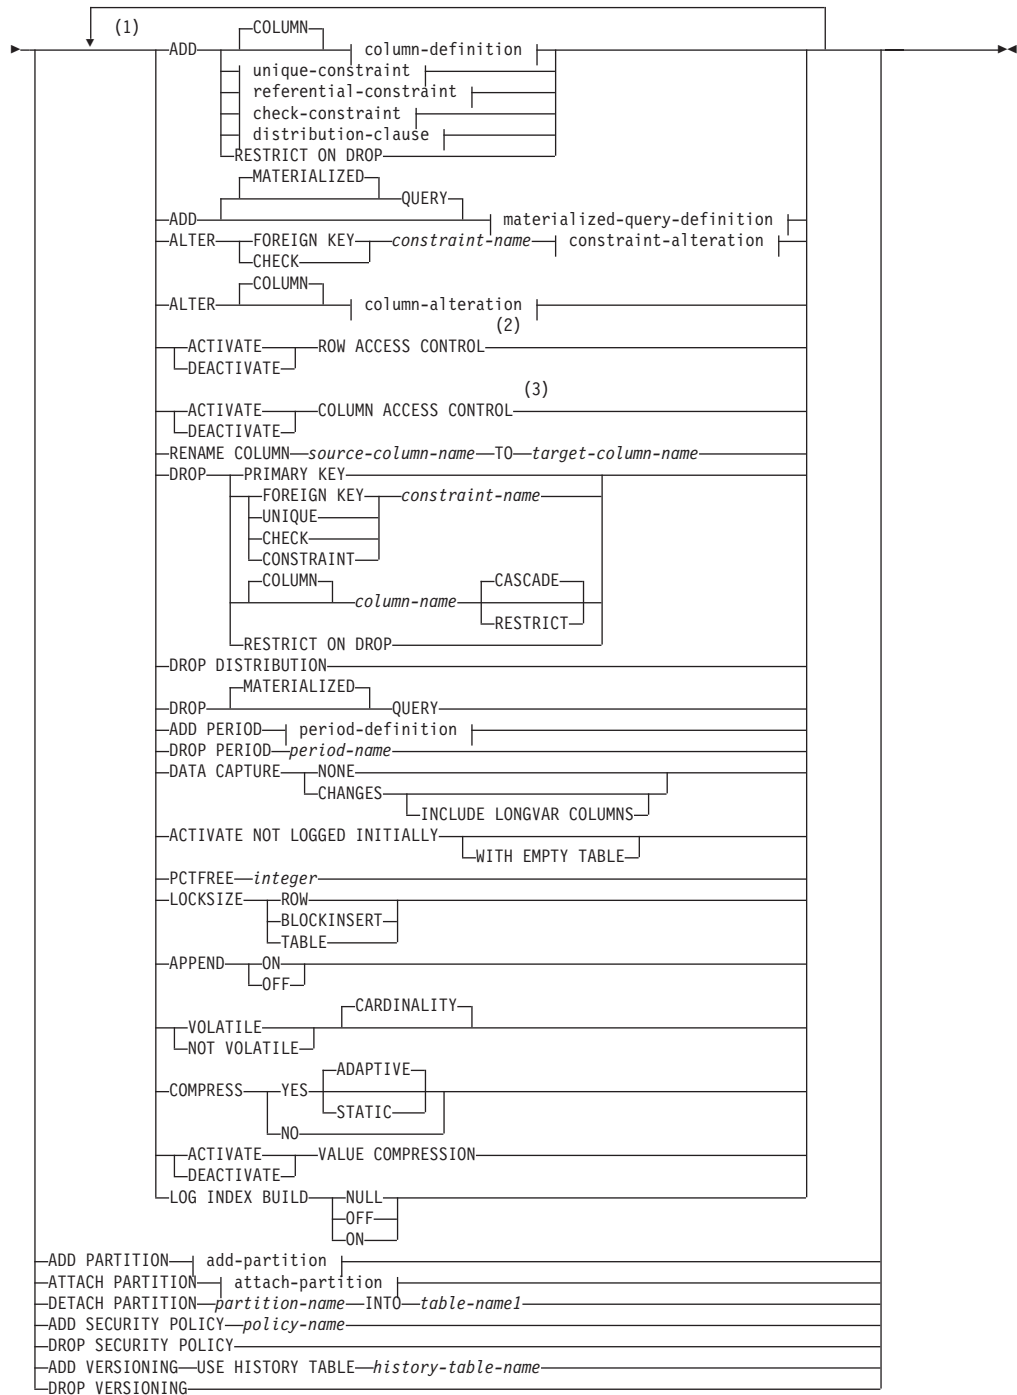 (1) COLUMN
ADD column-definition
unique-constraint
referential-constraint
check-constraint
distribution-clause
RESTRICT ON DROP
MATERIALIZED
QUERY
ADD materialized-query-definition
ALTER FOREIGN KEY constraint-name constraint-alteration
CHECK
COLUMN
ALTER column-alteration
(2)
ACTIVATE ROW ACCESS CONTROL
DEACTIVATE
(3)
ACTIVATE COLUMN ACCESS CONTROL
DEACTIVATE
RENAME COLUMN source-column-name TO target-column-name
DROP PRIMARY KEY
FOREIGN KEY constraint-name
UNIQUE
CHECK
CONSTRAINT
COLUMN CASCADE
column-name
RESTRICT
RESTRICT ON DROP
DROP DISTRIBUTION
MATERIALIZED
DROP QUERY
ADD PERIOD period-definition
DROP PERIOD period-name
DATA CAPTURE NONE
CHANGES
INCLUDE LONGVAR COLUMNS
ACTIVATE NOT LOGGED INITIALLY
WITH EMPTY TABLE
PCTFREE integer
LOCKSIZE ROW
BLOCKINSERT
TABLE
APPEND ON
OFF
CARDINALITY
VOLATILE
NOT VOLATILE
ADAPTIVE
COMPRESS YES
STATIC
NO
ACTIVATE VALUE COMPRESSION
DEACTIVATE
LOG INDEX BUILD NULL
OFF
ON
ADD PARTITION add-partition
ATTACH PARTITION attach-partition
DETACH PARTITION partition-name INTO table-name1
ADD SECURITY POLICY policy-name
DROP SECURITY POLICY
ADD VERSIONING USE HISTORY TABLE history-table-name
DROP VERSIONING